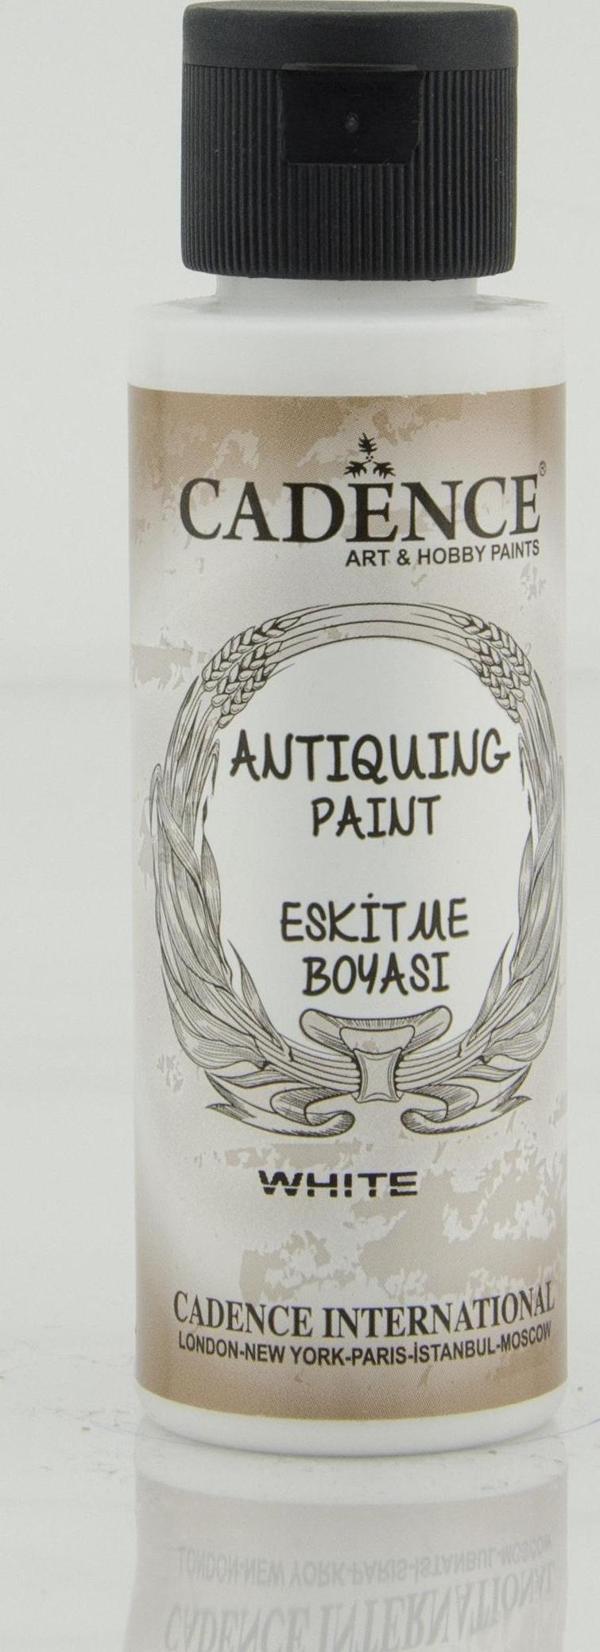 CADENCE®
ART & HOBBY PAINTS
ANTIQUING
PAINT
ESKİTME
BOYASI
WHITE
CADENCE INTERNATIONAL
LONDON-NEW YORK-PARIS-İSTANBUL-MOSCOW